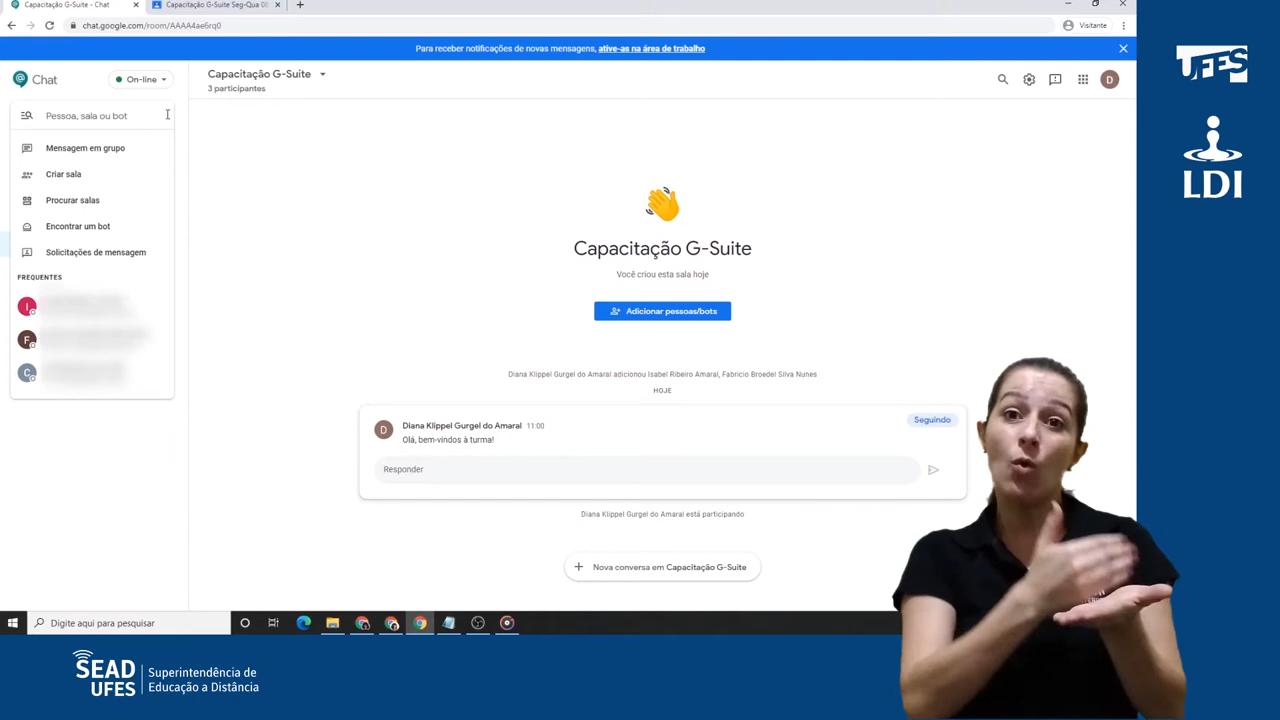 Capacitação G-Suite - Chat
Capacitação G-Suite Seg-Qua 08
chat.google.com/room/AAAA4ae6rq0
Visitante
Para receber notificações de novas mensagens, ative-as na área de trabalho
Chat
On-line
Capacitação G-Suite
3 participantes
D
UFES
Pessoa, sala ou bot
Mensagem em grupo
Criar sala
Procurar salas
Encontrar um bot
Solicitações de mensagem
FREQUENTES
I
F
C
LDI
Capacitação G-Suite
Você criou esta sala hoje
Adicionar pessoas/bots
Diana Klippel Gurgel do Amaral adicionou Isabel Ribeiro Amaral, Fabricio Broedel Silva Nunes
HOJE
D
Diana Klippel Gurgel do Amaral 11:00
Seguindo
Olá, bem-vindos à turma!
Responder
Diana Klippel Gurgel do Amaral está participando
Nova conversa em Capacitação G-Suite
Digite aqui para pesquisar
SEAD
UFES
Superintendência de
Educação a Distância